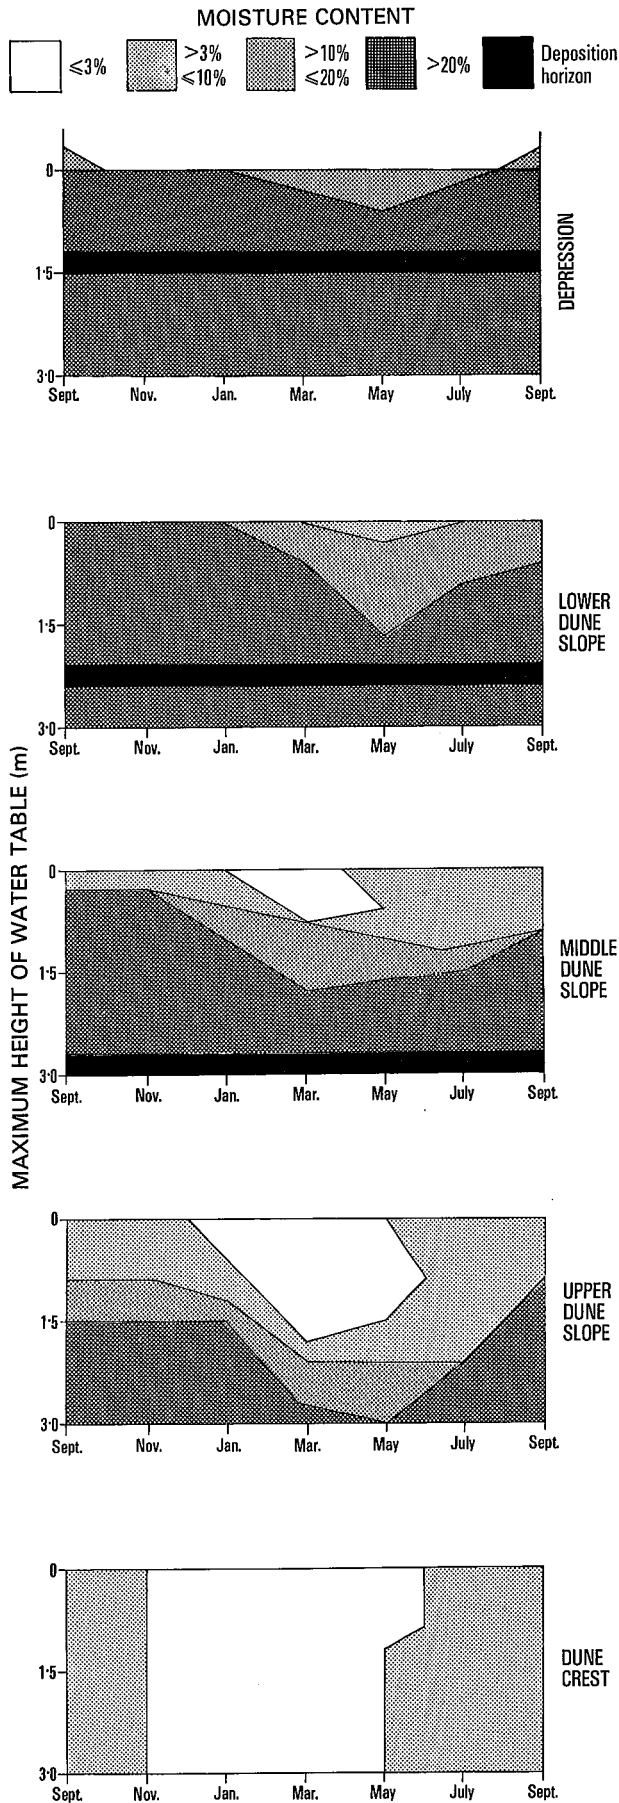 MOISTURE CONTENT
⩽3%
>3%
⩽10%
>10%
⩽20%
>20%
Deposition
horizon
MAXIMUM HEIGHT OF WATER TABLE (m)
0
1·5
3·0
Sept. Nov. Jan. Mar. May July Sept.
DEPRESSION
0
1·5
3·0
Sept. Nov. Jan. Mar. May July Sept.
LOWER
DUNE
SLOPE
0
1·5
3·0
Sept. Nov. Jan. Mar. May July Sept.
MIDDLE
DUNE
SLOPE
0
1·5
3·0
Sept. Nov. Jan. Mar. May July Sept.
UPPER
DUNE
SLOPE
0
1·5
3·0
Sept. Nov. Jan. Mar. May July Sept.
DUNE
CREST